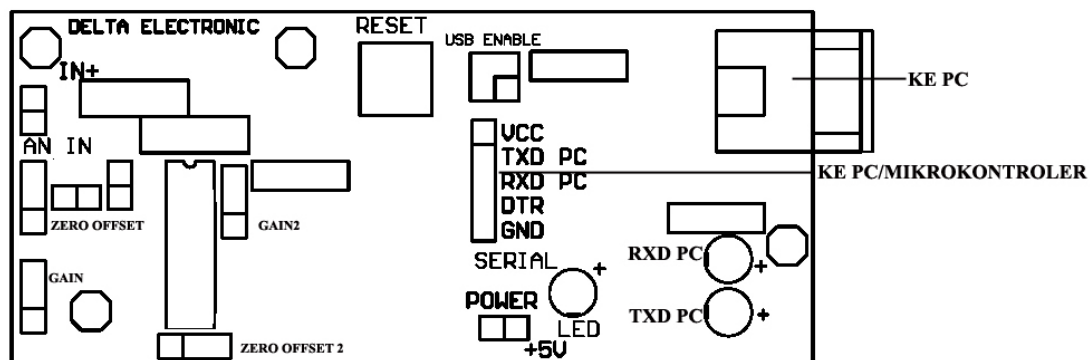 DELTA ELECTRONIC
RESET
USB ENABLE
IN+
KE PC
AN IN
VCC
TXD PC
RXD PC
DTR
GND
KE PC/MIKROKONTROLER
ZERO OFFSET
GAIN2
SERIAL
RXD PC
+
GAIN
+
POWER
TXD PC
+
LED
+5V
ZERO OFFSET 2